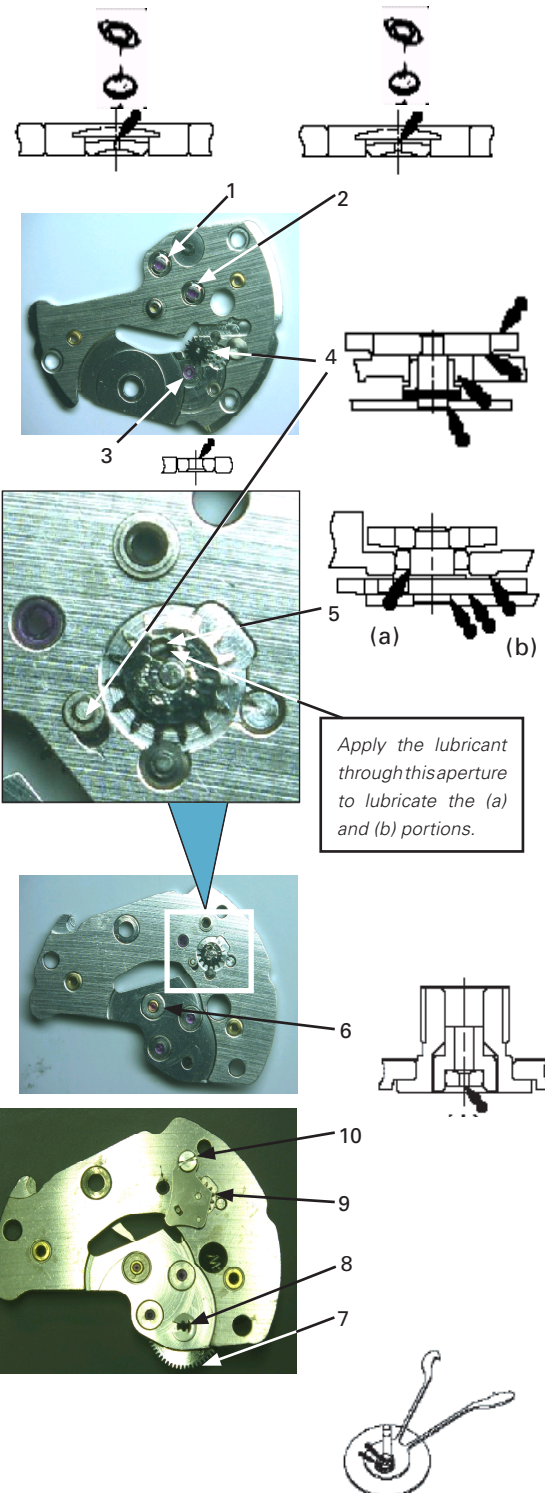 1
2
4
3
5
(a)
(b)
Apply the lubricant
through this aperture
to lubricate the (a)
and (b) portions.
6
10
9
8
7